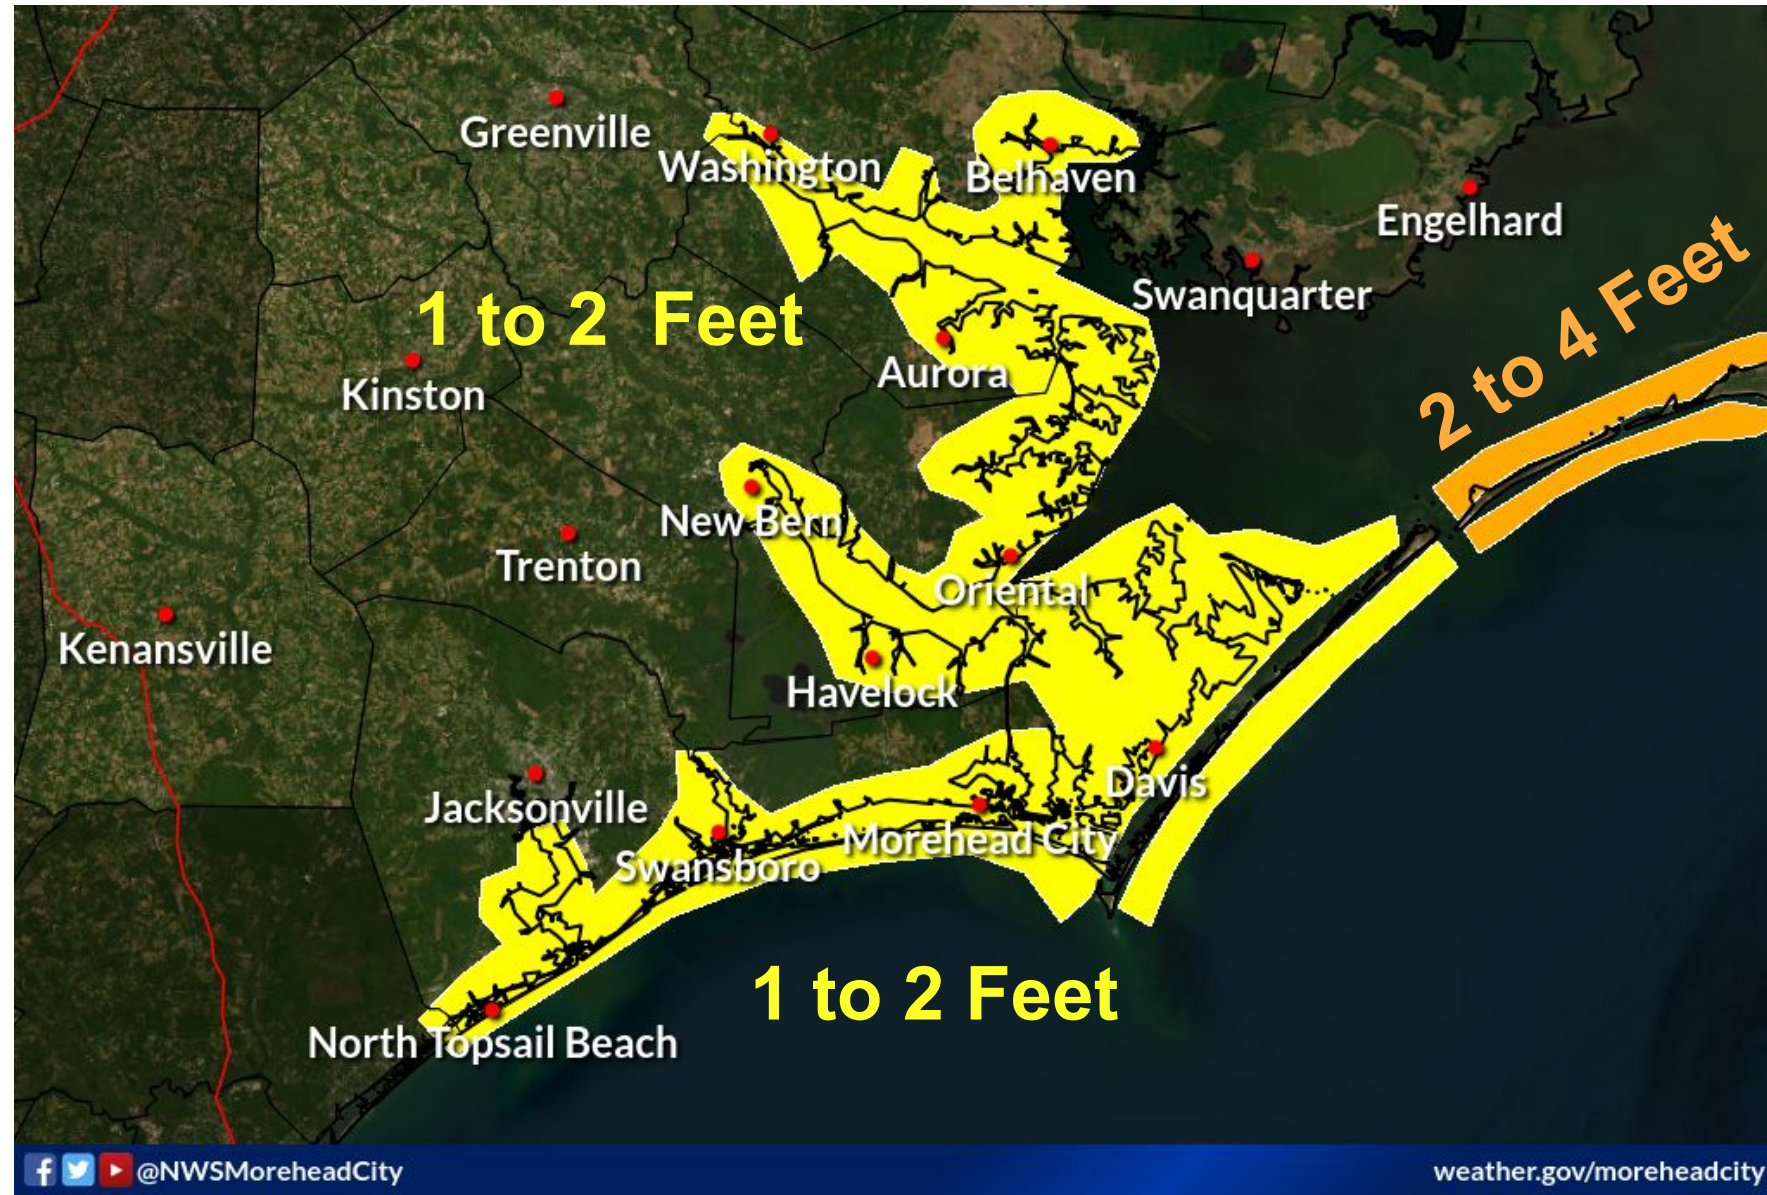 Greenville
Washington
Belhaven
Engelhard
Swanquarter
2 to 4 Feet
1 to 2 Feet
Aurora
Kinston
New Bern
Trenton
Oriental
Kenansville
Havelock
Davis
Jacksonville
Swansboro
Morehead City
1 to 2 Feet
North Topsail Beach
@NWSMoreheadCity
weather.gov/moreheadcity